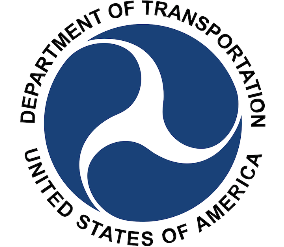 DEPARTMENT OF TRANSPORTATION
UNITED STATES OF AMERICA